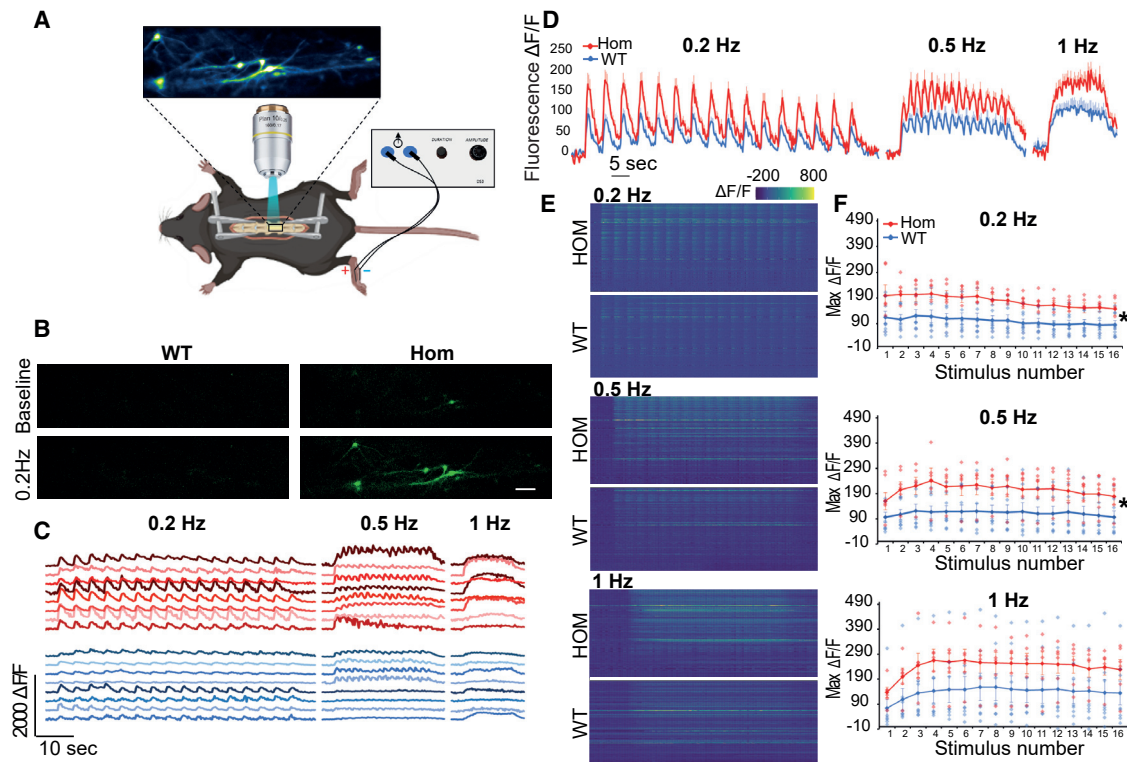 A
Plan 10x
DURATION
AMPLITUDE
+
−
B
WT
Hom
Baseline
0.2Hz
C
0.2 Hz
0.5 Hz
1 Hz
2000 ΔF/F
10 sec
D
Fluorescence ΔF/F
250
200
150
100
50
0
Hom
WT
0.2 Hz
0.5 Hz
1 Hz
5 sec
E
-200
800
ΔF/F
0.2 Hz
HOM
WT
0.5 Hz
HOM
WT
1 Hz
HOM
WT
F
Hom
WT
0.2 Hz
Max ΔF/F
490
390
290
190
90
-10
1 2 3 4 5 6 7 8 9 10 11 12 13 14 15 16
*
Stimulus number
0.5 Hz
Max ΔF/F
490
390
290
190
90
-10
1 2 3 4 5 6 7 8 9 10 11 12 13 14 15 16
*
Stimulus number
1 Hz
Max ΔF/F
490
390
290
190
90
-10
1 2 3 4 5 6 7 8 9 10 11 12 13 14 15 16
Stimulus number